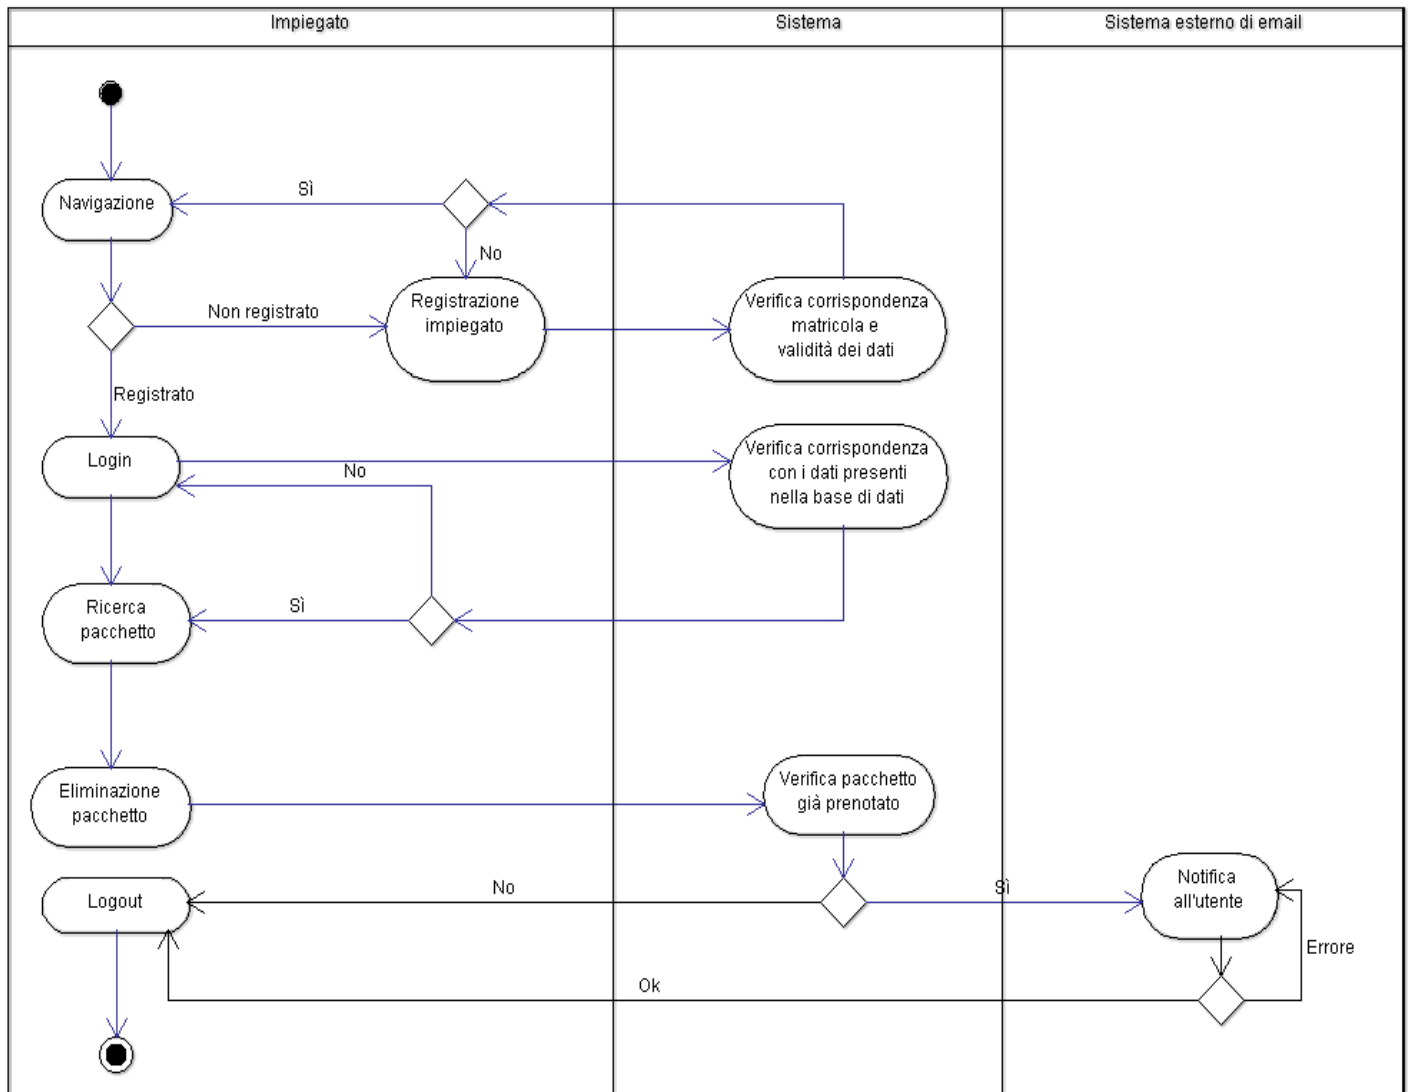 Impiegato
Sistema
Sistema esterno di email
Navigazione
Sì
No
Non registrato
Registrazione
impiegato
Verifica corrispondenza
matricola e
validità dei dati
Registrato
Login
No
Verifica corrispondenza
con i dati presenti
nella base di dati
Ricerca
pacchetto
Sì
Eliminazione
pacchetto
Verifica pacchetto
già prenotato
Logout
No
Sì
Notifica
all'utente
Errore
Ok